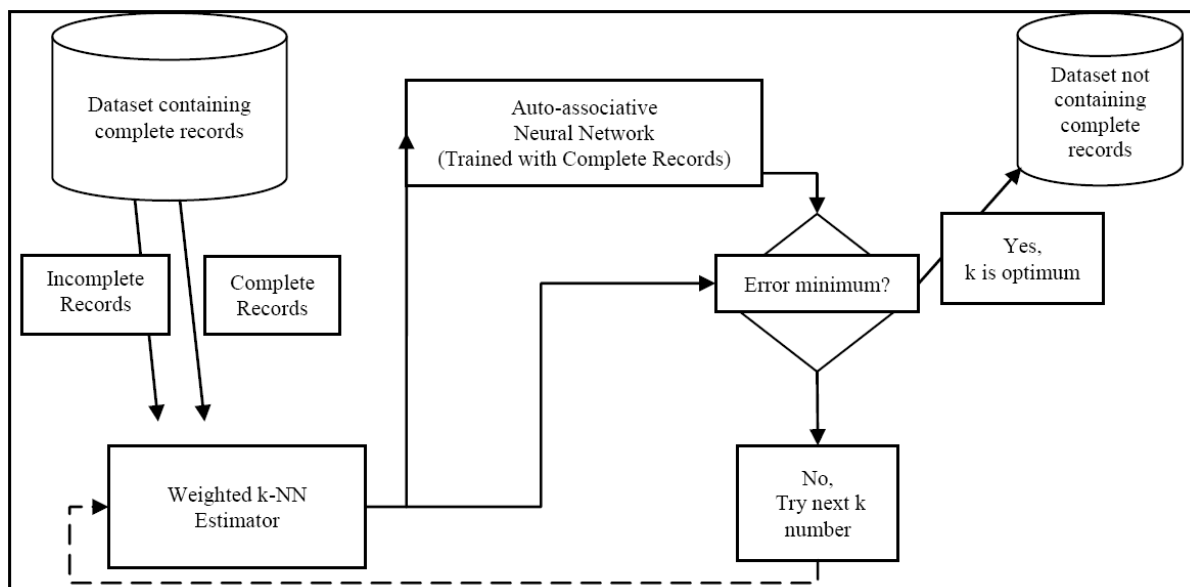 Dataset containing
complete records
Auto-associative
Neural Network
(Trained with Complete Records)
Dataset not
containing
complete
records
Incomplete
Records
Complete
Records
Error minimum?
Yes,
k is optimum
Weighted k-NN
Estimator
No,
Try next k
number